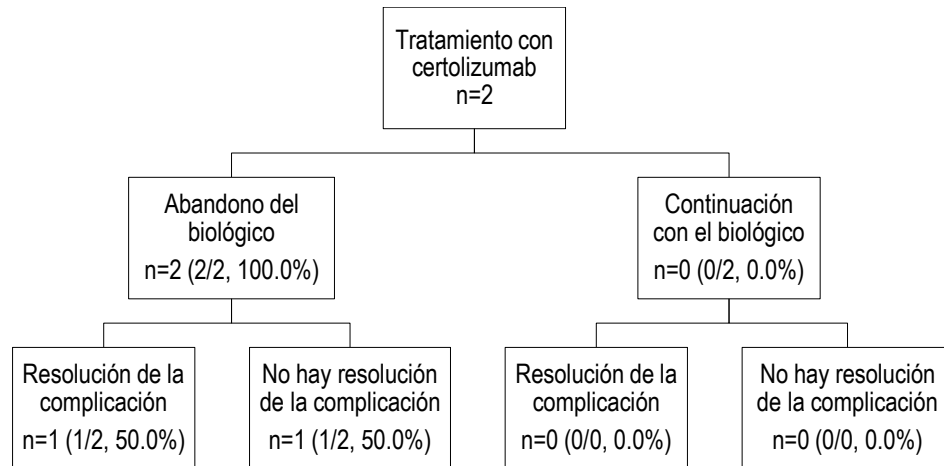 Tratamiento con
certolizumab
n=2
Abandono del
biológico
n=2 (2/2, 100.0%)
Continuación
con el biológico
n=0 (0/2, 0.0%)
Resolución de la
complicación
n=1 (1/2, 50.0%)
No hay resolución
de la complicación
n=1 (1/2, 50.0%)
Resolución de la
complicación
n=0 (0/0, 0.0%)
No hay resolución
de la complicación
n=0 (0/0, 0.0%)